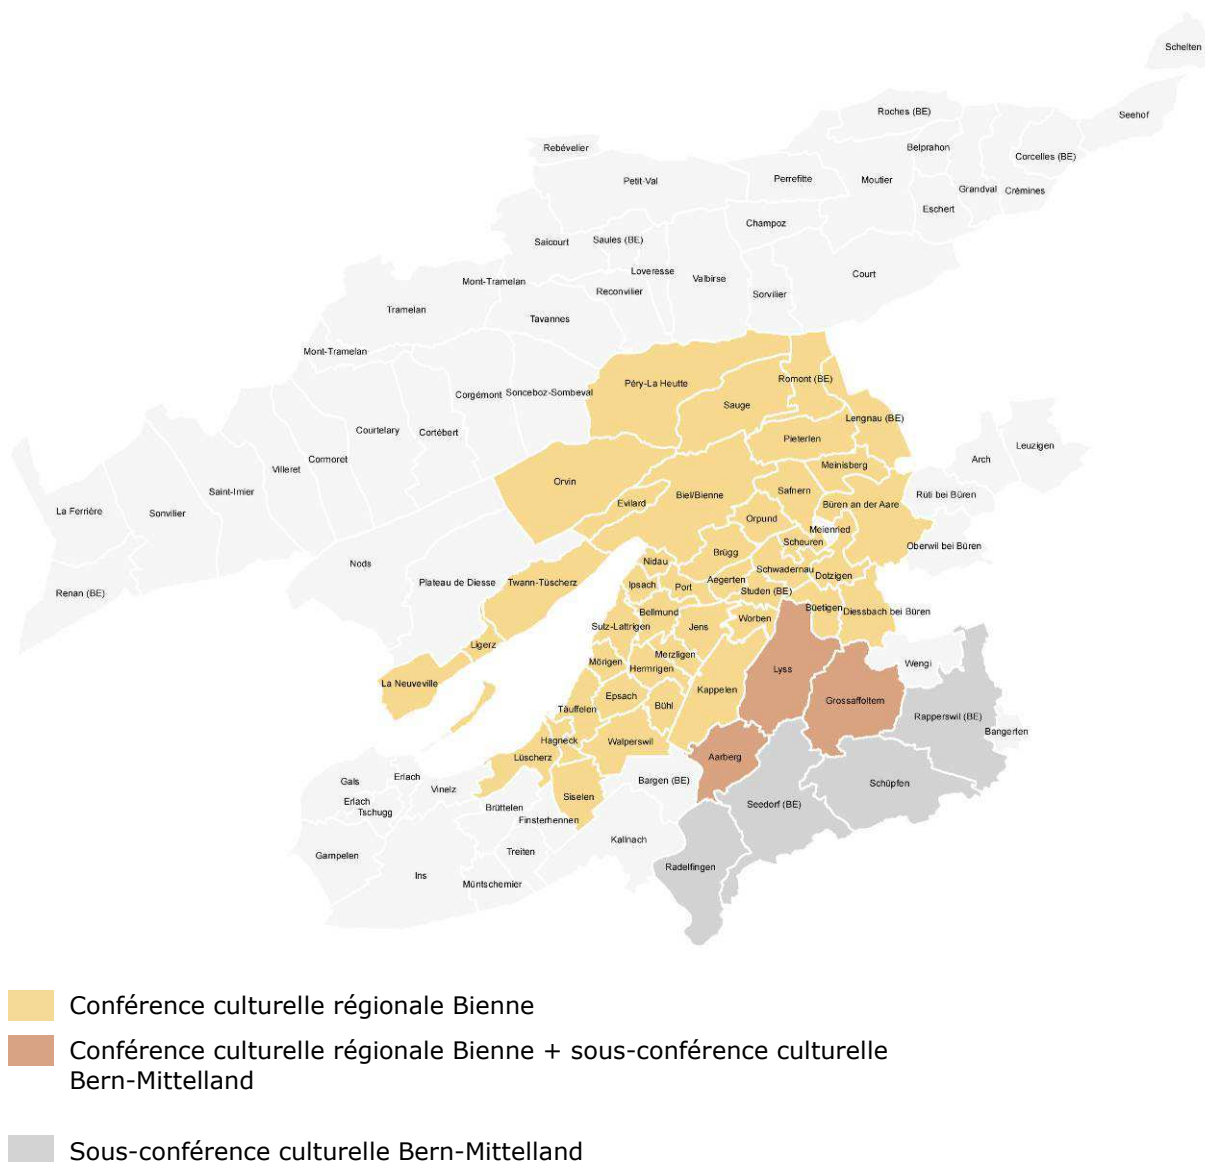 Schelten
Roches (BE)
Seehof
Rebévelier
Belprahon
Corcelles (BE)
Petit-Val
Perrefitte
Moutier
Grandval
Crémines
Eschert
Champoz
Saicourt
Saules (BE)
Loveresse
Court
Mont-Tramelan
Valbirse
Reconvilier
Sorvilier
Tramelan
Tavannes
Mont-Tramelan
Péry-La Heutte
Romont (BE)
Corgémont
Sonceboz-Sombeval
Sauge
Lengnau (BE)
Courtelary
Cortébert
Pieterlen
Leuzigen
Cormoret
Arch
Villeret
Meinisberg
Orvin
Saint-Imier
Biel/Bienne
Safnern
Rüti bei Büren
Evilard
Büren an der Aare
La Ferrière
Sonvilier
Orpund
Meienried
Scheuren
Oberwil bei Büren
Nods
Brügg
Nidau
Plateau de Diesse
Twann-Tüscherz
Ipsach
Port
Aegerten
Schwadernau
Dotzigen
Renan (BE)
Studen (BE)
Bellmund
Büetigen
Diessbach bei Büren
Sutz-Lattrigen
Jens
Worben
Ligerz
Merzligen
Mörigen
Hermrigen
Lyss
Wengi
La Neuveville
Kappelen
Epsach
Bühl
Grossaffoltern
Täuffelen
Rapperswil (BE)
Bangerten
Hagneck
Walperswil
Lüscherz
Aarberg
Erlach
Gals
Bargen (BE)
Schüpfen
Vinelz
Siselen
Erlach
Tschugg
Brüttelen
Seedorf (BE)
Finsterhennen
Kallnach
Gampelen
Treiten
Radelfingen
Ins
Müntschemier
Conférence culturelle régionale Bienne
Conférence culturelle régionale Bienne + sous-conférence culturelle
Bern-Mittelland
Sous-conférence culturelle Bern-Mittelland